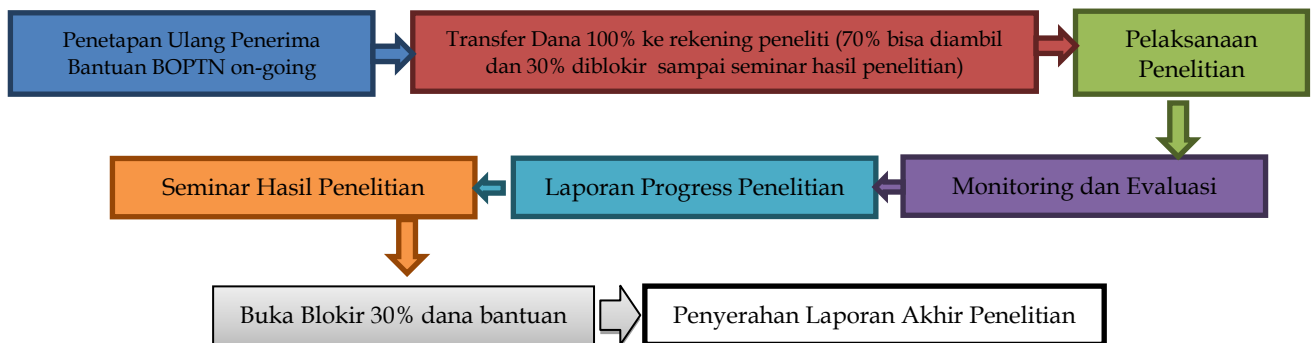 Penetapan Ulang Penerima
Bantuan BOPTN on-going
Transfer Dana 100% ke rekening peneliti (70% bisa diambil
dan 30% diblokir sampai seminar hasil penelitian)
Pelaksanaan
Penelitian
Monitoring dan Evaluasi
Laporan Progress Penelitian
Seminar Hasil Penelitian
Buka Blokir 30% dana bantuan
Penyerahan Laporan Akhir Penelitian